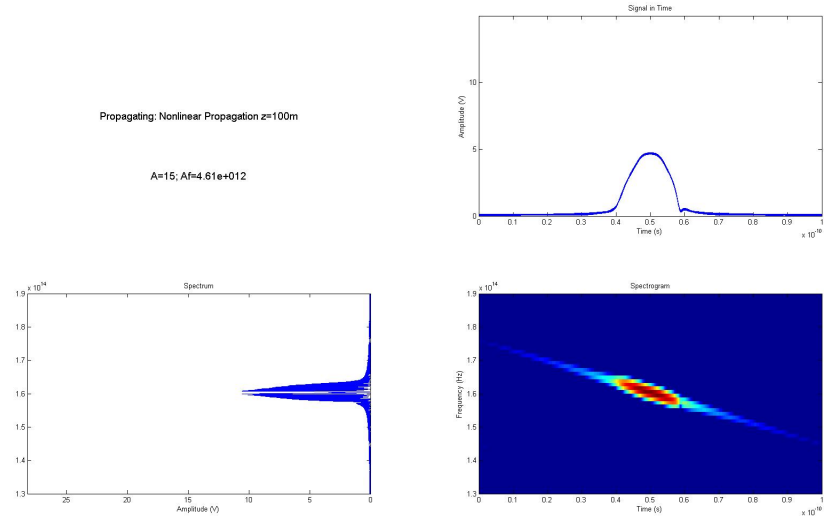 Propagating: Nonlinear Propagation z=100m
A=15; Af=4.61e+012
Signal in Time
Amplitude (V)
10
5
0
0 0.1 0.2 0.3 0.4 0.5 0.6 0.7 0.8 0.9 1
Time (s)
x 10^-10
Spectrum
x 10^14
1.9
1.8
1.7
1.6
1.5
1.4
1.3
25 20 15 10 5 0
Amplitude (V)
Spectrogram
x 10^14
Frequency (Hz)
1.9
1.8
1.7
1.6
1.5
1.4
1.3
0 0.1 0.2 0.3 0.4 0.5 0.6 0.7 0.8 0.9 1
Time (s)
x 10^-10